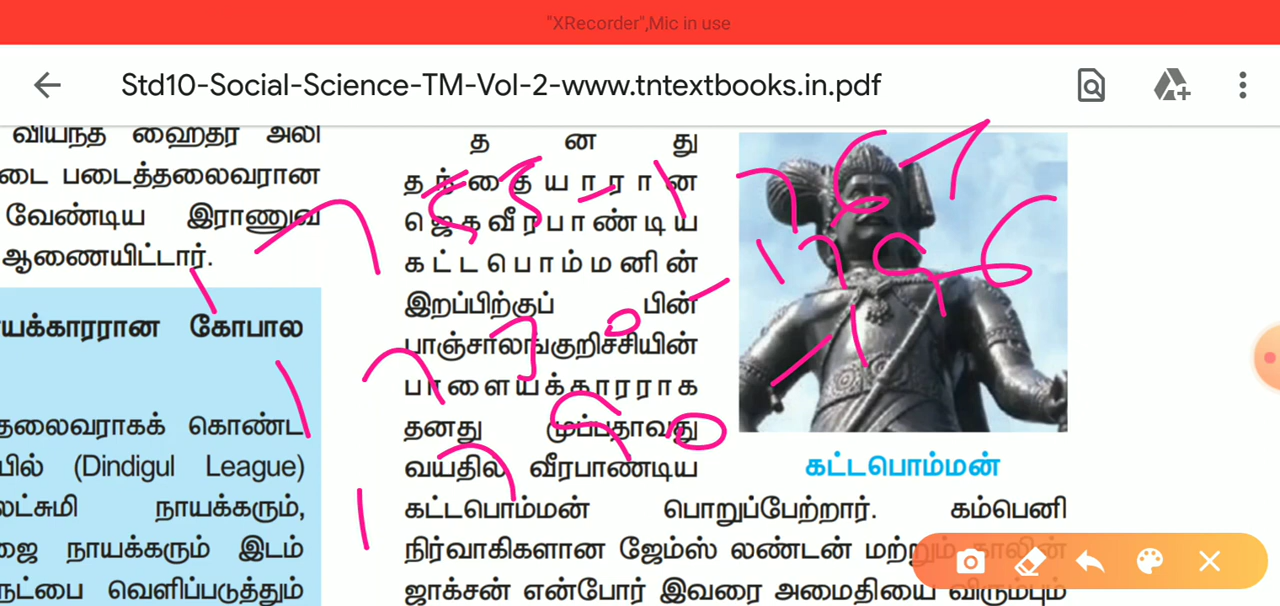 "XRecorder",Mic in use
Std10-Social-Science-TM-Vol-2-www.tntextbooks.in.pdf
வியந்த ஹைதர் அலி
டை படைத்தலைவரான
வேண்டிய இராணுவ
ஆணையிட்டார்.
யக்காரரான கோபால
தலைவராகக் கொண்ட
யில் (Dindigul League)
லட்சுமி நாயக்கரும்,
ஜை நாயக்கரும் இடம்
நட்பை வெளிப்படுத்தும்
தனது
தந்தையாரான
ஜெகவீரபாண்டிய
கட்டபொம்மனின்
இறப்பிற்குப் பின்
பாஞ்சாலங்குறிச்சியின்
பாளையக்காரராக
தனது முப்பதாவது
வயதில் வீரபாண்டிய
கட்டபொம்மன் பொறுப்பேற்றார். கம்பெனி
நிர்வாகிகளான ஜேம்ஸ் லண்டன் மற்றும் காலின்
ஜாக்சன் என்போர் இவரை அமைதியை விரும்பும்
கட்டபொம்மன்